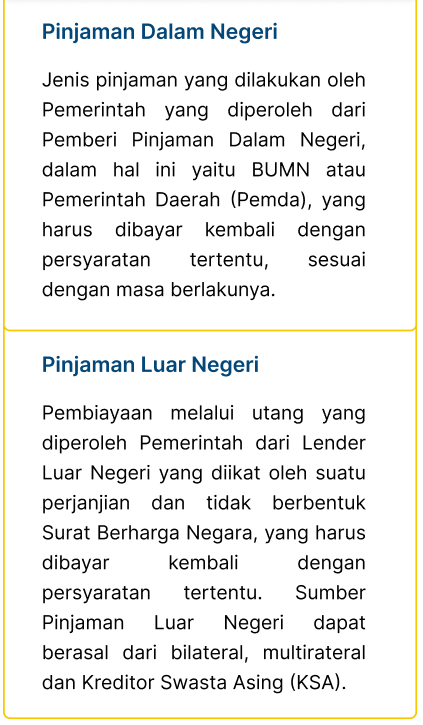 Pinjaman Dalam Negeri
Jenis pinjaman yang dilakukan oleh
Pemerintah yang diperoleh dari
Pemberi Pinjaman Dalam Negeri,
dalam hal ini yaitu BUMN atau
Pemerintah Daerah (Pemda), yang
harus dibayar kembali dengan
persyaratan tertentu, sesuai
dengan masa berlakunya.
Pinjaman Luar Negeri
Pembiayaan melalui utang yang
diperoleh Pemerintah dari Lender
Luar Negeri yang diikat oleh suatu
perjanjian dan tidak berbentuk
Surat Berharga Negara, yang harus
dibayar kembali dengan
persyaratan tertentu. Sumber
Pinjaman Luar Negeri dapat
berasal dari bilateral, multirateral
dan Kreditor Swasta Asing (KSA).